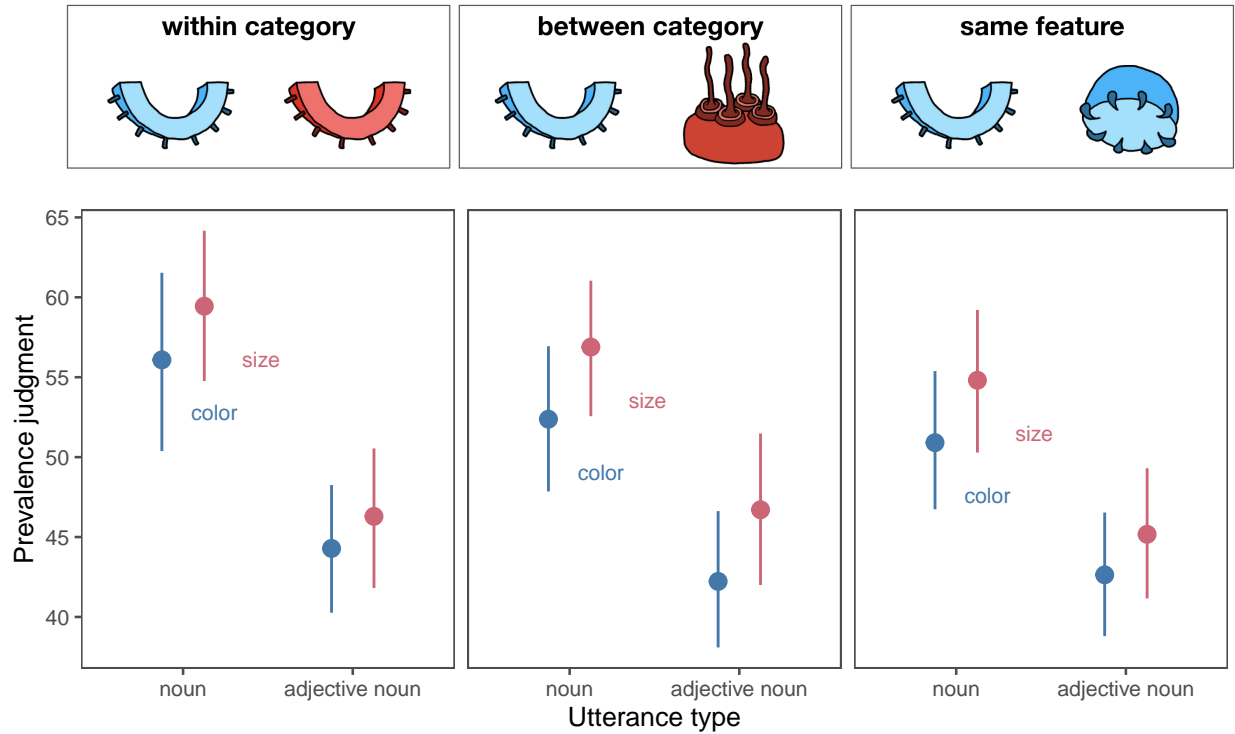 within category
between category
same feature
Prevalence judgment
65
60
55
50
45
40
size
color
size
color
size
color
noun
adjective noun
noun
adjective noun
noun
adjective noun
Utterance type